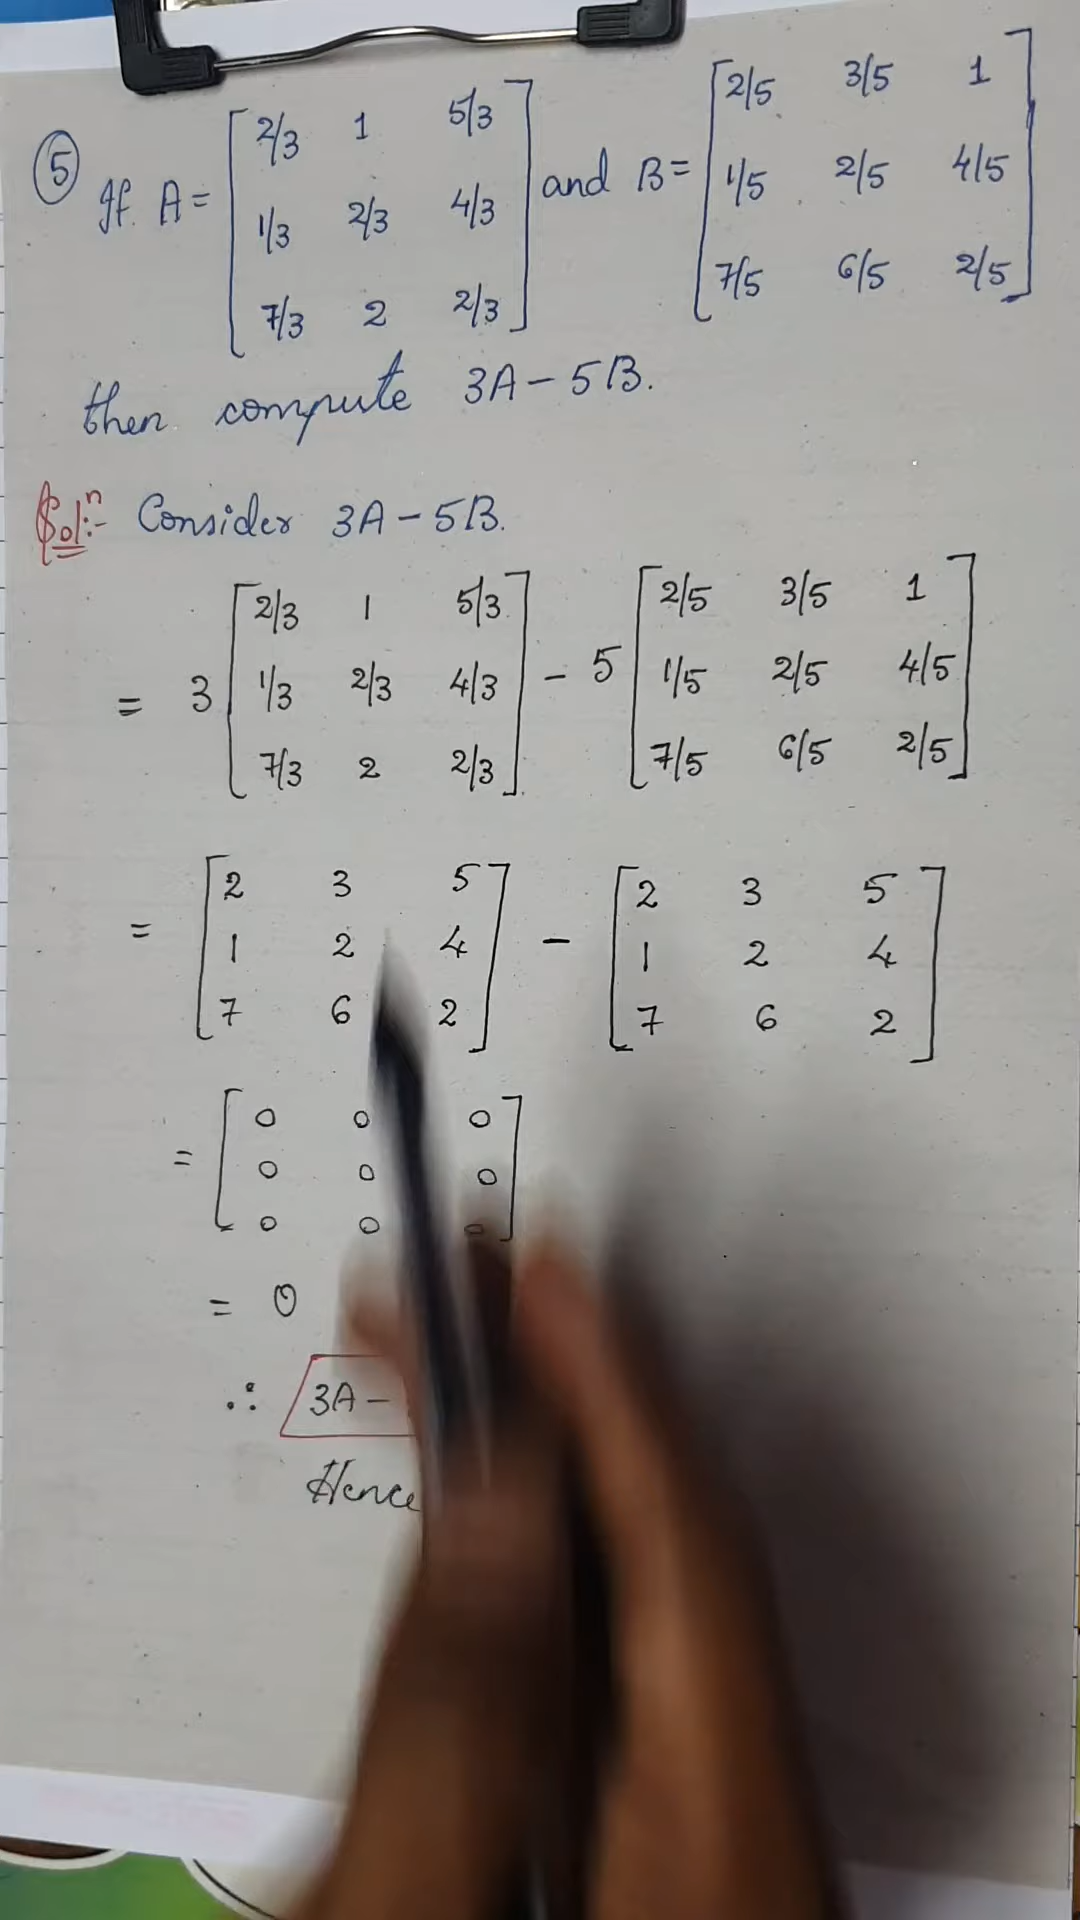 ⑤ If A = [2/3 1 5/3
1/3 2/3 4/3
7/3 2 2/3] and B = [2/5 3/5 1
1/5 2/5 4/5
7/5 6/5 2/5]
then compute 3A - 5B.
Solⁿ:- Consider 3A - 5B.
= 3 [2/3 1 5/3
1/3 2/3 4/3
7/3 2 2/3] - 5 [2/5 3/5 1
1/5 2/5 4/5
7/5 6/5 2/5]
= [2 3 5
1 2 4
7 6 2] - [2 3 5
1 2 4
7 6 2]
= [0 0 0
0 0 0
0 0 0]
= 0
∴ 3A -
Hence